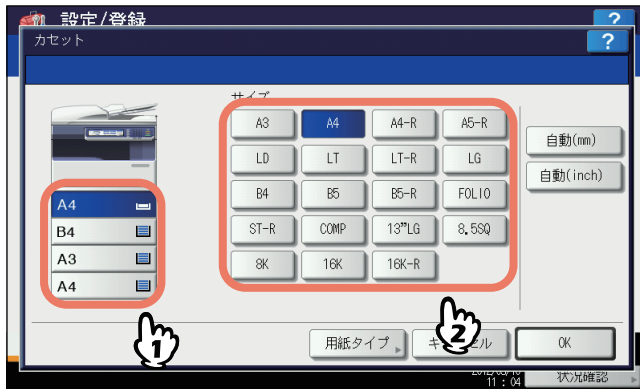 設定/登録 ?
カセット ?
サイズ
A3 A4 A4-R A5-R
LD LT LT-R LG
B4 B5 B5-R FOLIO
ST-R COMP 13"LG 8.5SQ
8K 16K 16K-R
自動(mm)
自動(inch)
A4
B4
A3
A4
1
2
用紙タイプ
OK
11 : 04
状況確認